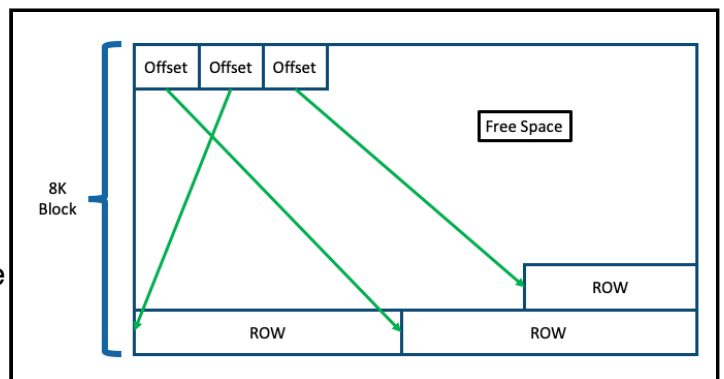 Offset Offset Offset
Free Space
8K
Block
e
ROW
ROW ROW